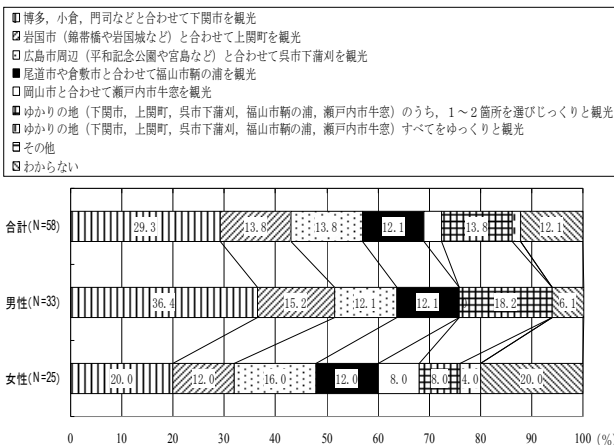 博多，小倉，門司などと合わせて下関市を観光
岩国市（錦帯橋や岩国城など）と合わせて上関町を観光
広島市周辺（平和記念公園や宮島など）と合わせて呉市下蒲刈を観光
尾道市や倉敷市と合わせて福山市鞆の浦を観光
岡山市と合わせて瀬戸内市牛窓を観光
ゆかりの地（下関市，上関町，呉市下蒲刈，福山市鞆の浦，瀬戸内市牛窓）のうち，１～２箇所を選びじっくりと観光
ゆかりの地（下関市，上関町，呉市下蒲刈，福山市鞆の浦，瀬戸内市牛窓）すべてをゆっくりと観光
その他
わからない
合計(N=58) 29.3 13.8 13.8 12.1 13.8 12.1
男性(N=33) 36.4 15.2 12.1 12.1 18.2 6.1
女性(N=25) 20.0 12.0 16.0 12.0 8.0 8.0 4.0 20.0
0 10 20 30 40 50 60 70 80 90 100 (%)